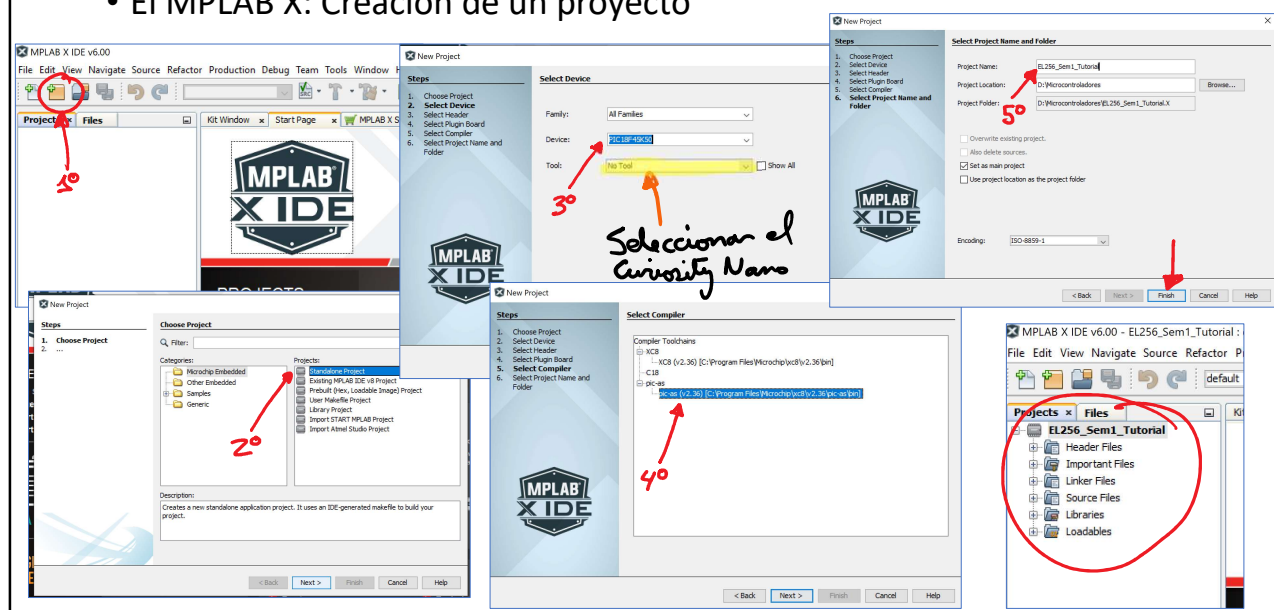 • El MPLAB X: Creación de un proyecto
MPLAB X IDE v6.00
File Edit View Navigate Source Refactor Production Debug Team Tools Window
Projects x Files
Kit Window x Start Page x MPLAB X S
MPLAB
X IDE
1º
New Project
Steps
1. Choose Project
2. Select Device
3. Select Header
4. Select Plugin Board
5. Select Compiler
6. Select Project Name and
Folder
MPLAB
X IDE
Select Device
Family: All Families
Device: PIC18F45K50
Tool: No Tool Show All
3º
Seleccionar el
Curiosity Nano
New Project
Steps
1. Choose Project
2. Select Device
3. Select Header
4. Select Plugin Board
5. Select Compiler
6. Select Project Name and
Folder
MPLAB
X IDE
Select Project Name and Folder
Project Name: EL256_Sem1_Tutorial
Project Location: D:\Microcontroladores Browse...
Project Folder: D:\Microcontroladores\EL256_Sem1_Tutorial.X
5º
Overwrite existing project.
Also delete sources.
Set as main project
Use project location as the project folder
Encoding: ISO-8859-1
< Back Next > Finish Cancel Help
New Project
Steps
1. Choose Project
2. ...
Choose Project
Filter:
Categories:
Microchip Embedded
Other Embedded
Samples
Generic
Projects:
Standalone Project
Existing MPLAB IDE v8 Project
Prebuilt (Hex, Loadable Image) Project
User Makefile Project
Library Project
Import START MPLAB Project
Import Atmel Studio Project
2º
Description:
Creates a new standalone application project. It uses an IDE-generated makefile to build your
project.
< Back Next > Finish Cancel Help
New Project
Steps
1. Choose Project
2. Select Device
3. Select Header
4. Select Plugin Board
5. Select Compiler
6. Select Project Name and
Folder
MPLAB
X IDE
Select Compiler
Compiler Toolchains
XC8
XC8 (v2.36) [C:\Program Files\Microchip\xc8\v2.36\bin]
C18
pic-as
pic-as (v2.36) [C:\Program Files\Microchip\xc8\v2.36\pic-as\bin]
4º
< Back Next > Finish Cancel Help
MPLAB X IDE v6.00 - EL256_Sem1_Tutorial :
File Edit View Navigate Source Refactor
default
Projects x Files
EL256_Sem1_Tutorial
Header Files
Important Files
Linker Files
Source Files
Libraries
Loadables